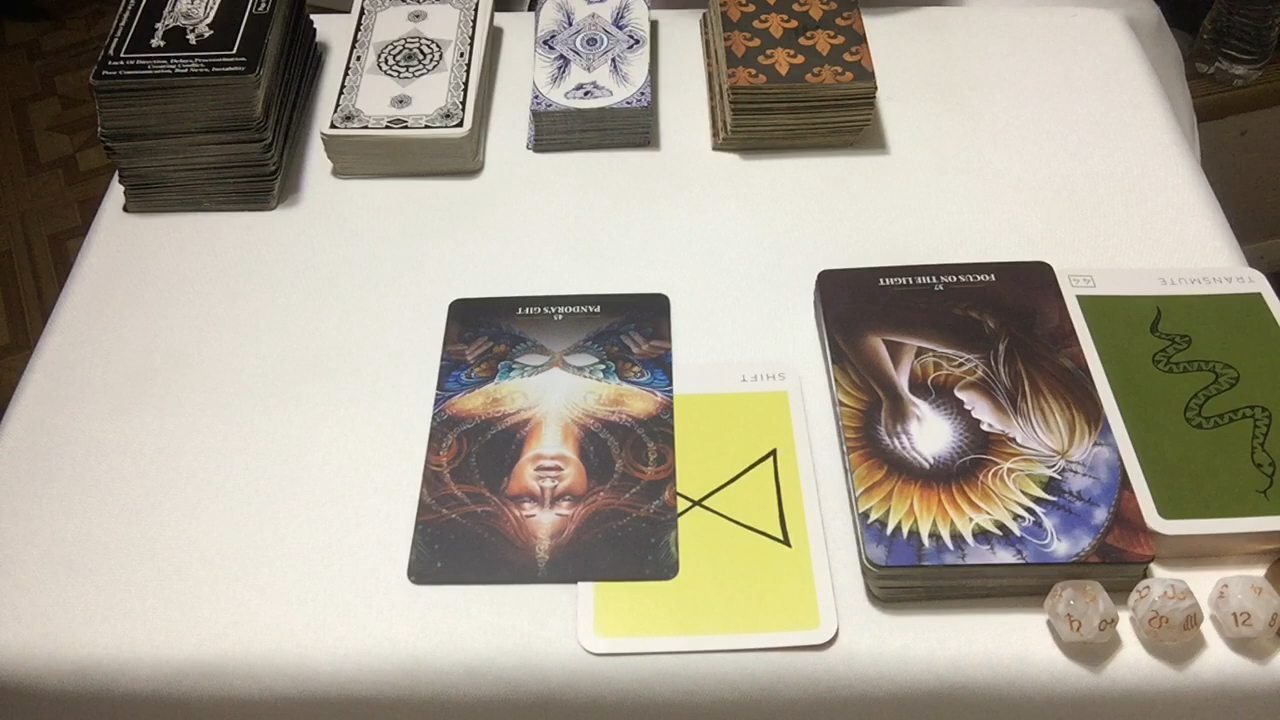 Lack Of Direction, Delays, Procrastination,
Creating Conflict,
Poor Communication, Bad News, Instability
45
PANDORA'S GIFT
SHIFT
37
FOCUS ON THE LIGHT
44
TRANSMUTE
12
8